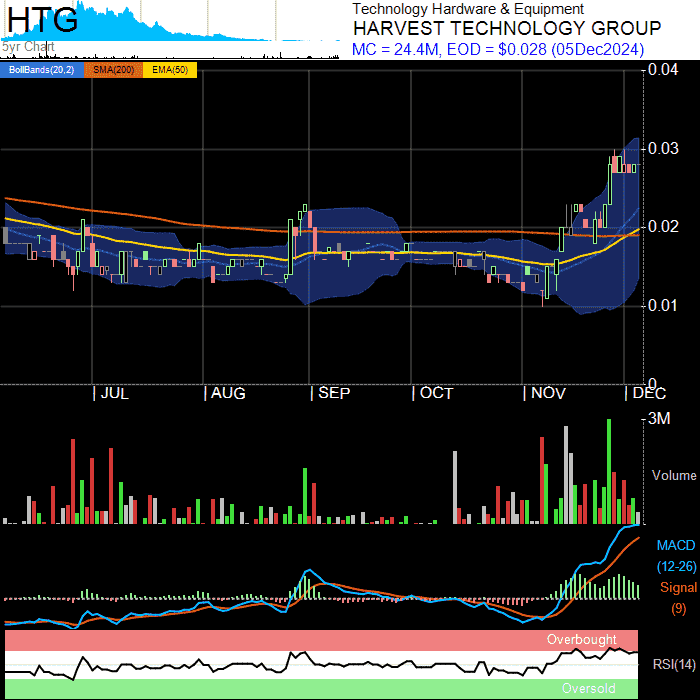 HTG
5yr Chart
Technology Hardware & Equipment
HARVEST TECHNOLOGY GROUP
MC = 24.4M, EOD = $0.028 (05Dec2024)
BollBands(20,2) SMA(200) EMA(50)
0.04
0.03
0.02
0.01
0
JUL AUG SEP OCT NOV DEC
3M
Volume
MACD
(12-26)
Signal
(9)
Overbought
RSI(14)
Oversold